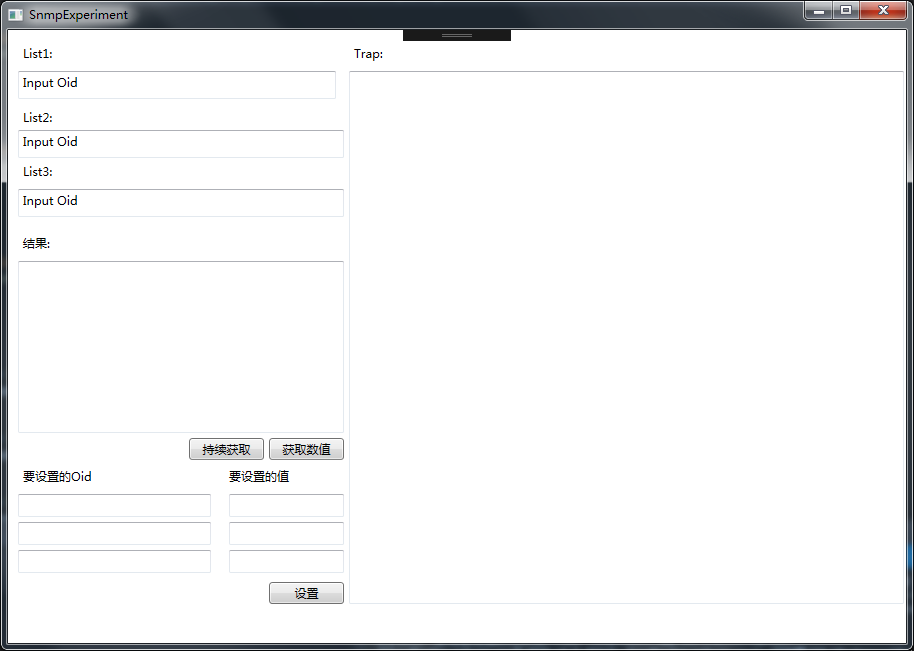 SnmpExperiment
List1:
Input Oid
List2:
Input Oid
List3:
Input Oid
结果:
持续获取 获取数值
要设置的Oid 要设置的值
设置
Trap: